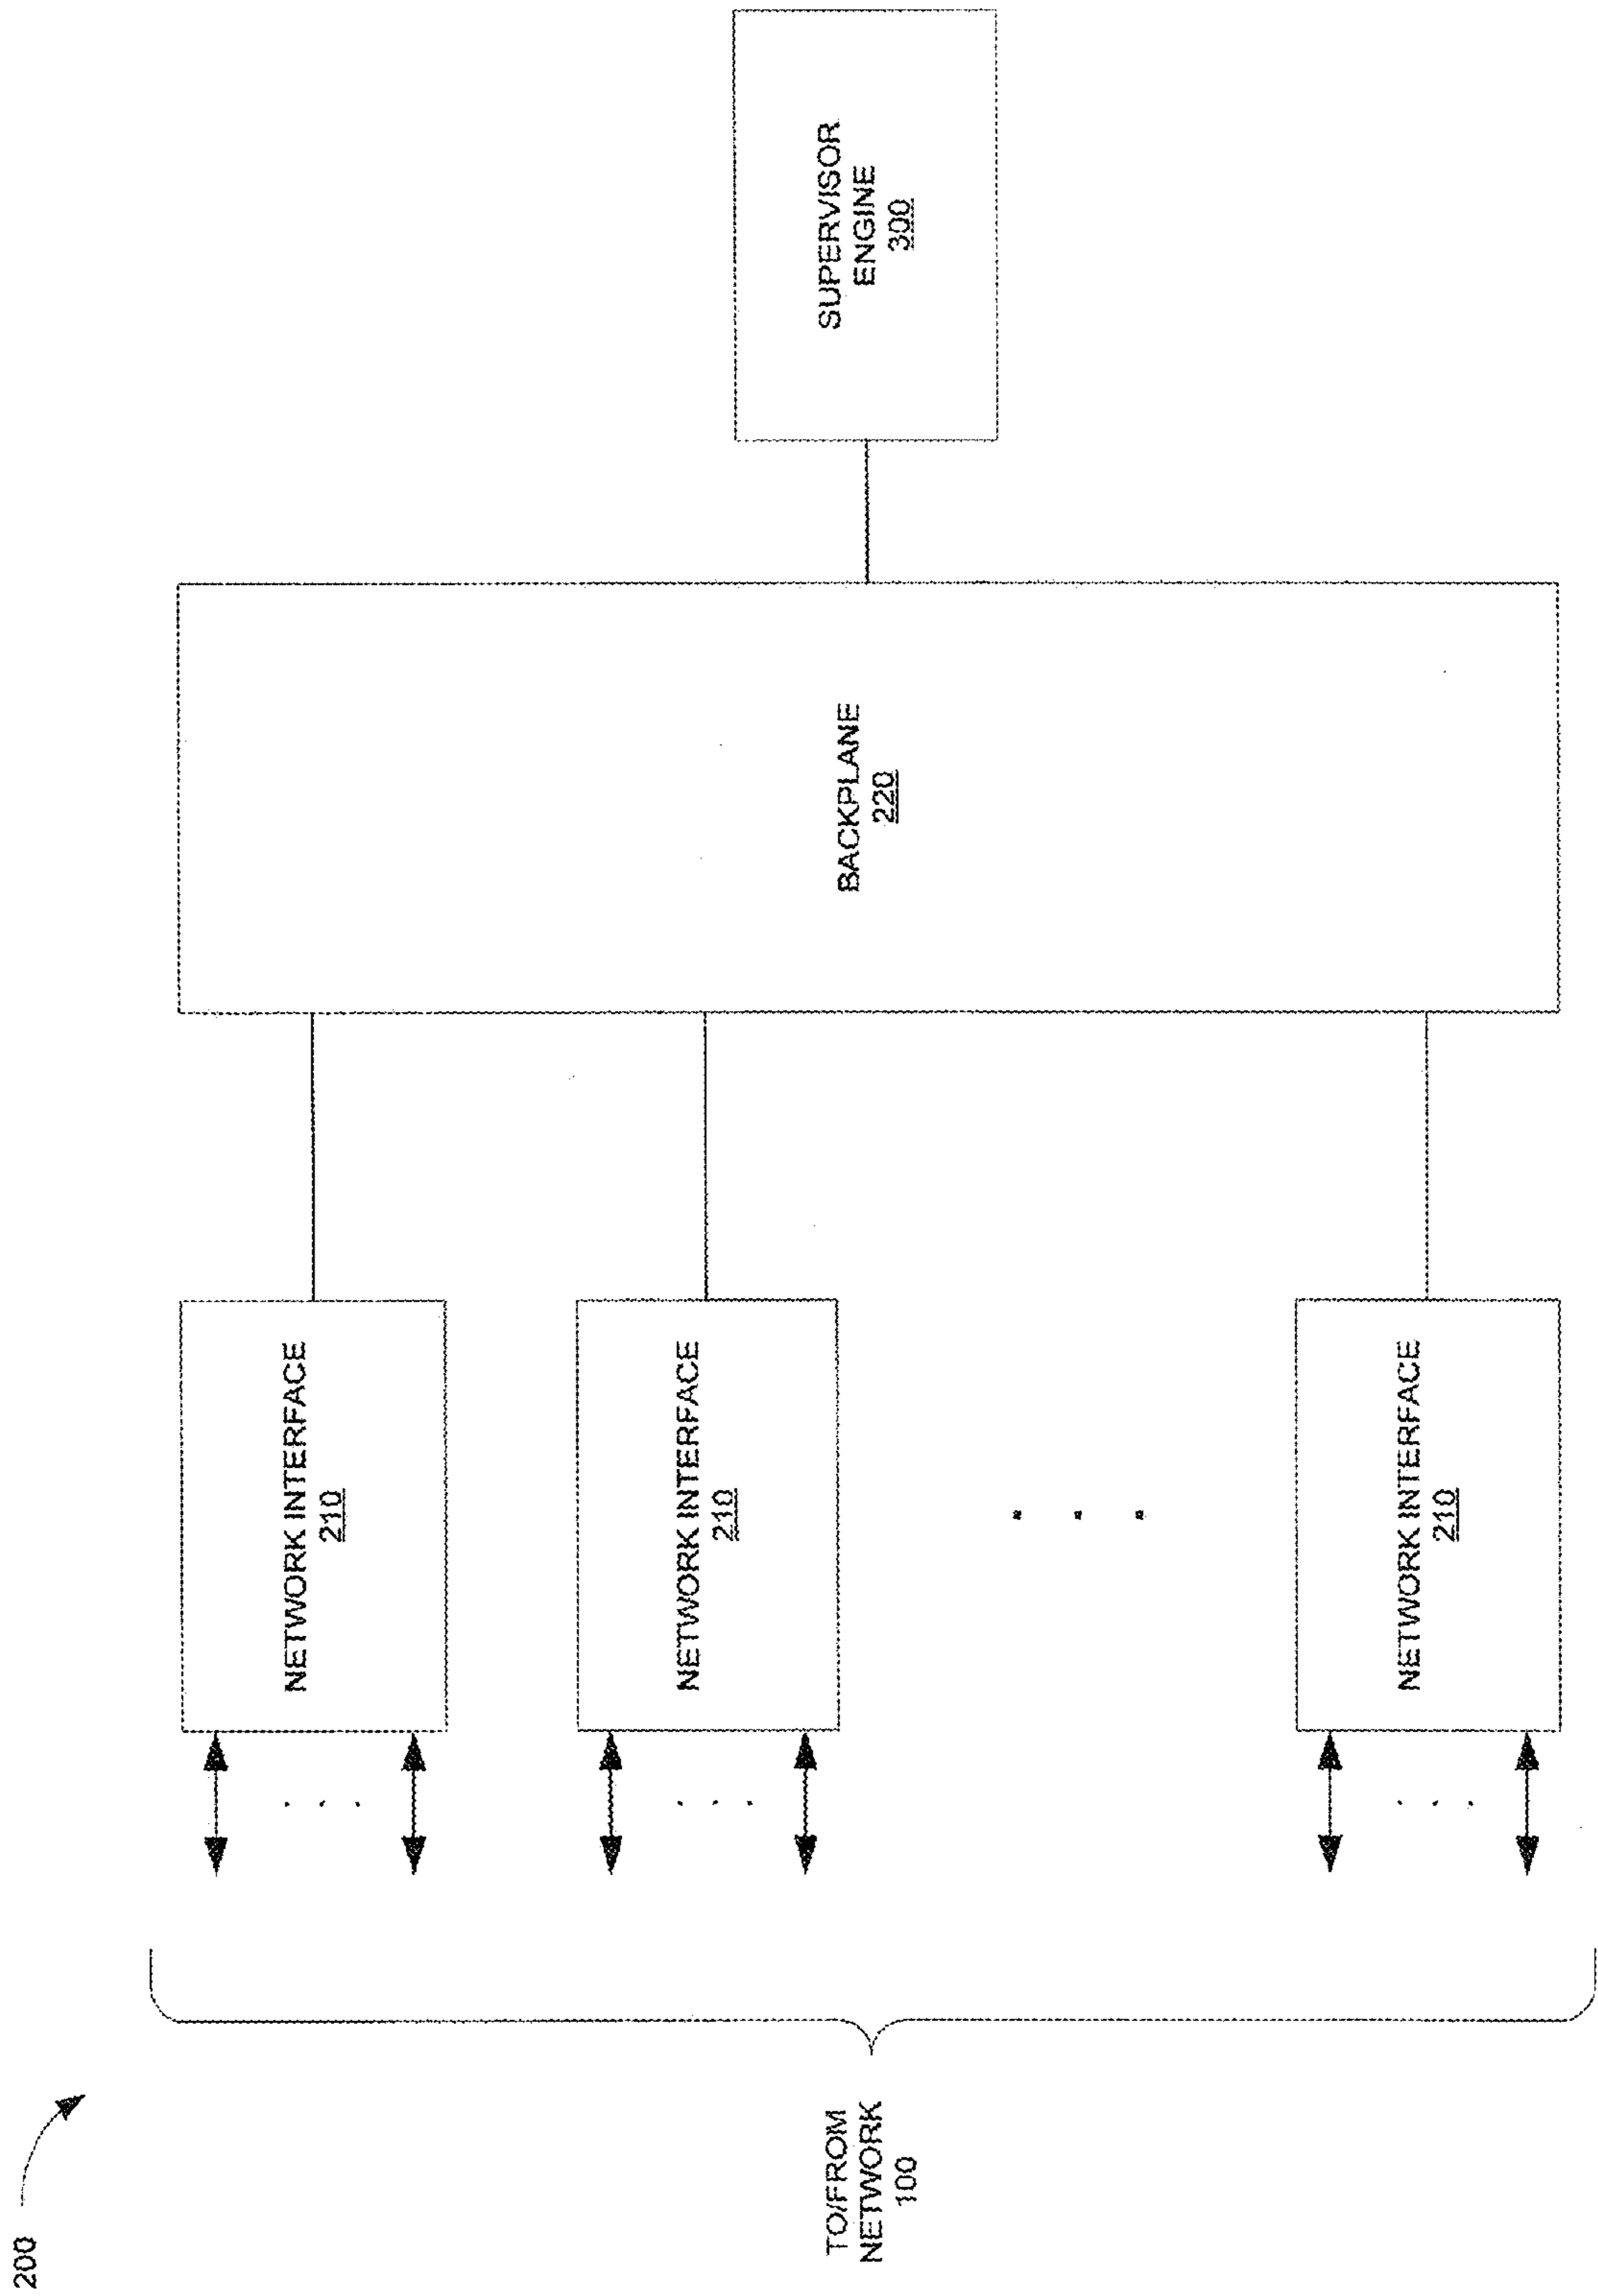 200
TO/FROM
NETWORK
100
NETWORK INTERFACE
210
NETWORK INTERFACE
210
NETWORK INTERFACE
210
BACKPLANE
220
SUPERVISOR
ENGINE
300